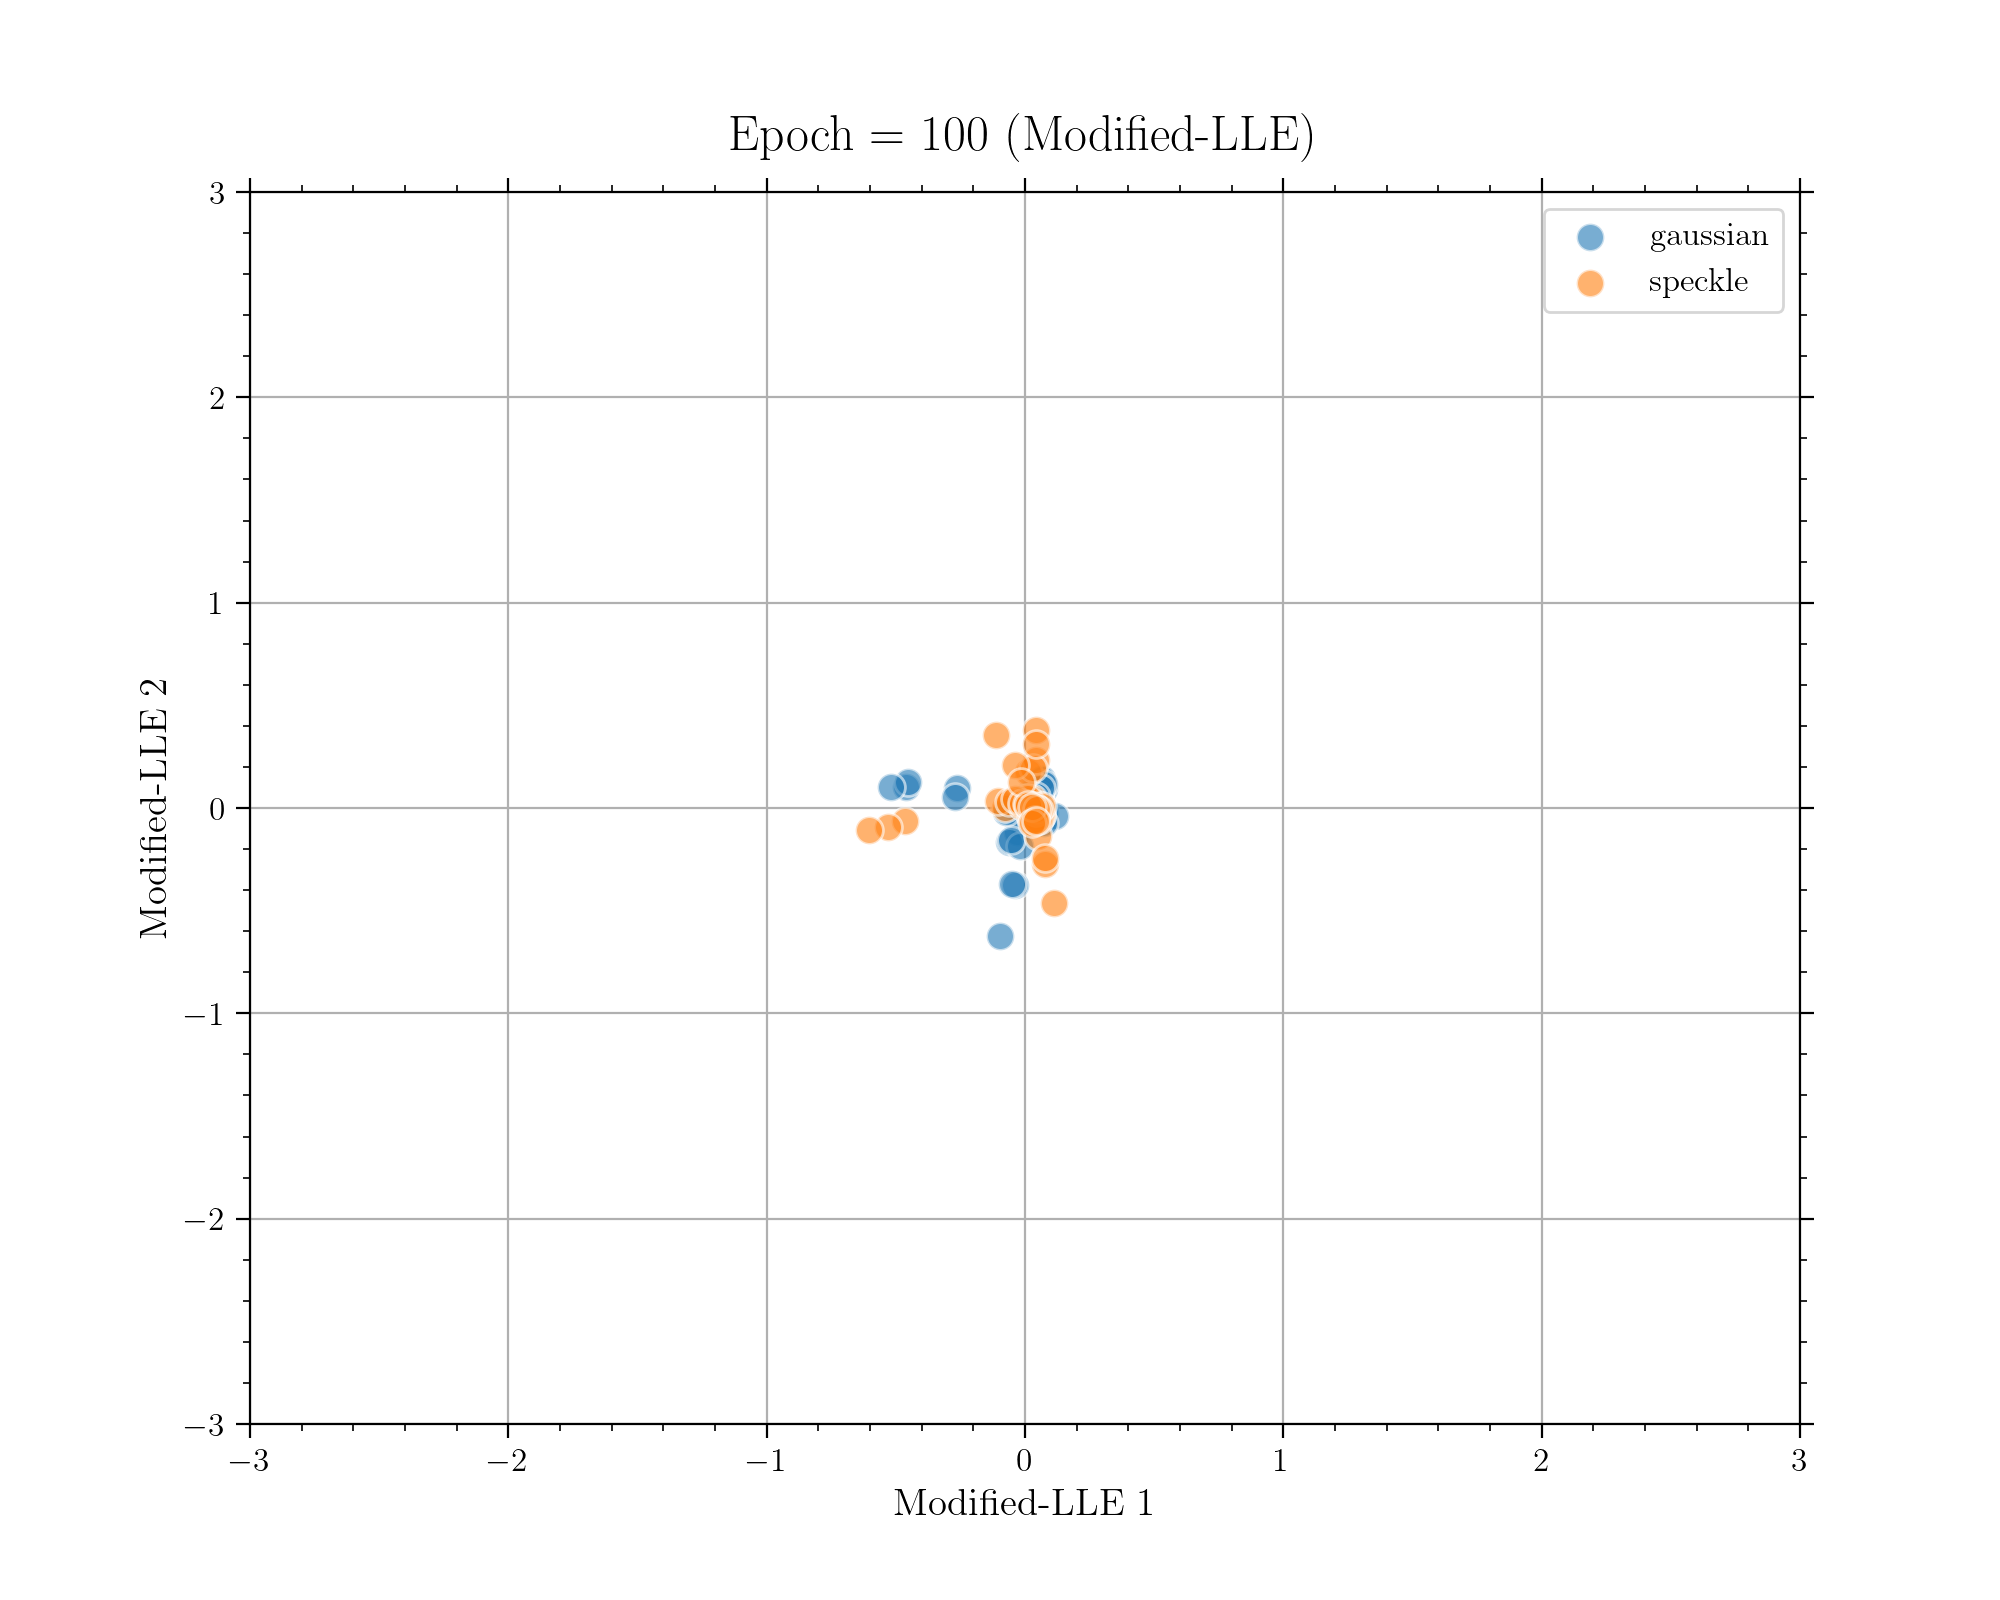 Epoch = 100 (Modified-LLE)
gaussian
speckle
3
2
1
0
−1
−2
−3
Modified-LLE 2
−3
−2
−1
0
1
2
3
Modified-LLE 1